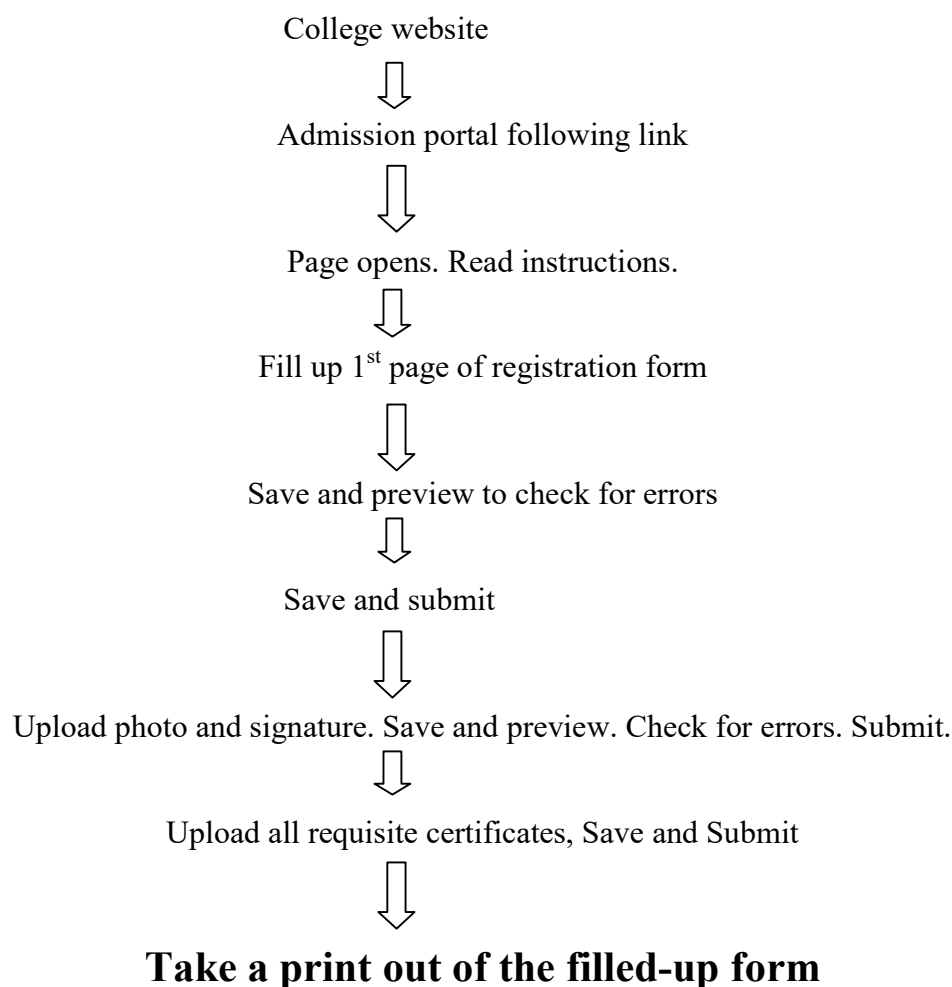 College website
Admission portal following link
Page opens. Read instructions.
Fill up 1st page of registration form
Save and preview to check for errors
Save and submit
Upload photo and signature. Save and preview. Check for errors. Submit.
Upload all requisite certificates, Save and Submit
Take a print out of the filled-up form